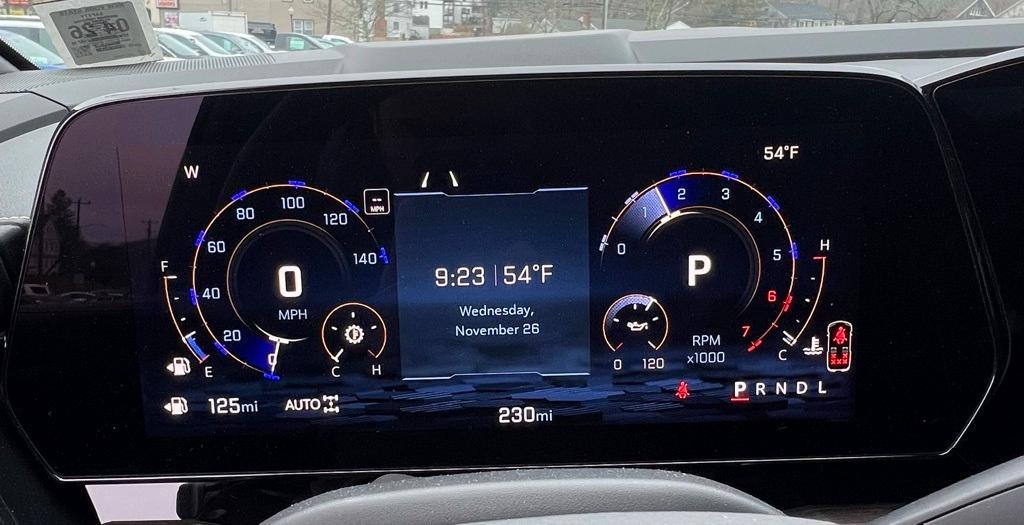 04-26
54°F
W
0 20 40 60 80 100 120 140
-- MPH
0
MPH
F
E
C H
9:23 | 54°F
Wednesday,
November 26
0 1 2 3 4 5 6 7
P
RPM
x1000
0 120
H
C
125mi
AUTO
230mi
P R N D L